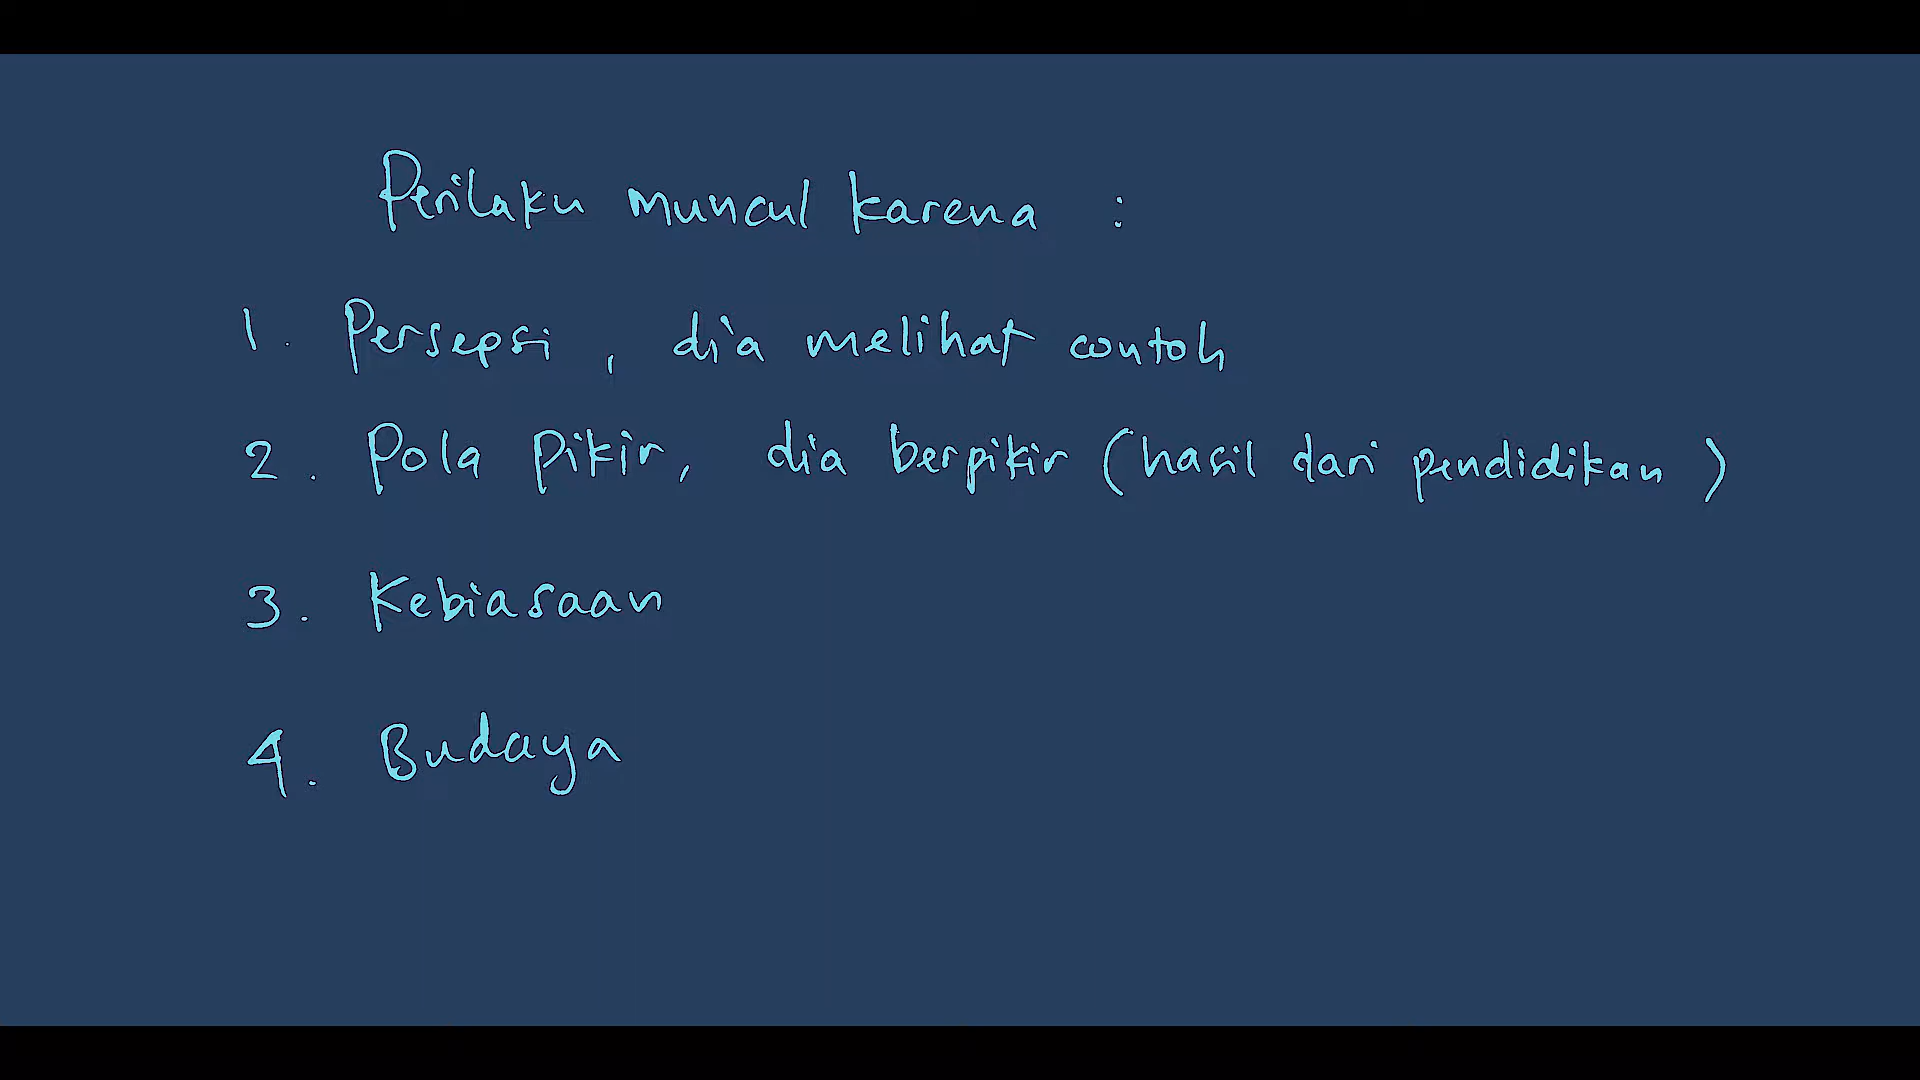 Perilaku muncul karena :
1. Persepsi, dia melihat contoh
2. Pola pikir, dia berpikir (hasil dari pendidikan)
3. Kebiasaan
4. Budaya